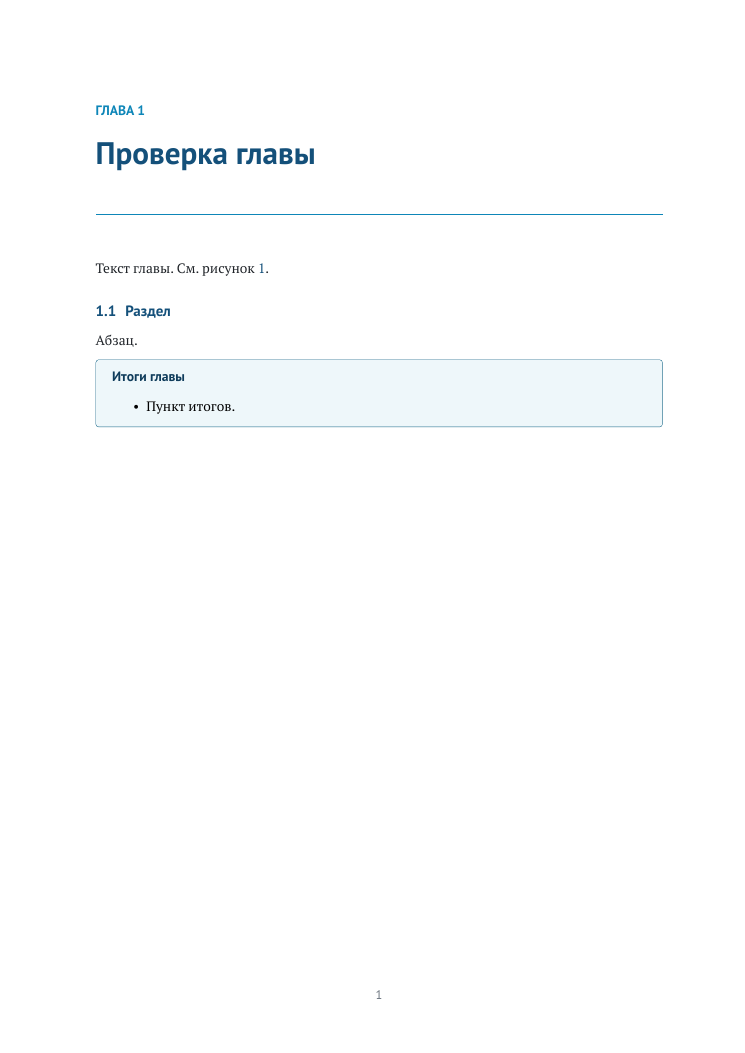 ГЛАВА 1
Проверка главы
Текст главы. См. рисунок 1.
1.1 Раздел
Абзац.
Итоги главы
• Пункт итогов.
1